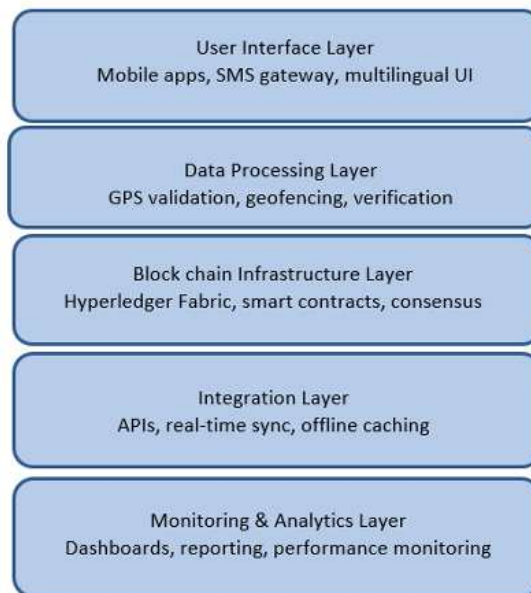 User Interface Layer
Mobile apps, SMS gateway, multilingual UI
Data Processing Layer
GPS validation, geofencing, verification
Block chain Infrastructure Layer
Hyperledger Fabric, smart contracts, consensus
Integration Layer
APIs, real-time sync, offline caching
Monitoring & Analytics Layer
Dashboards, reporting, performance monitoring